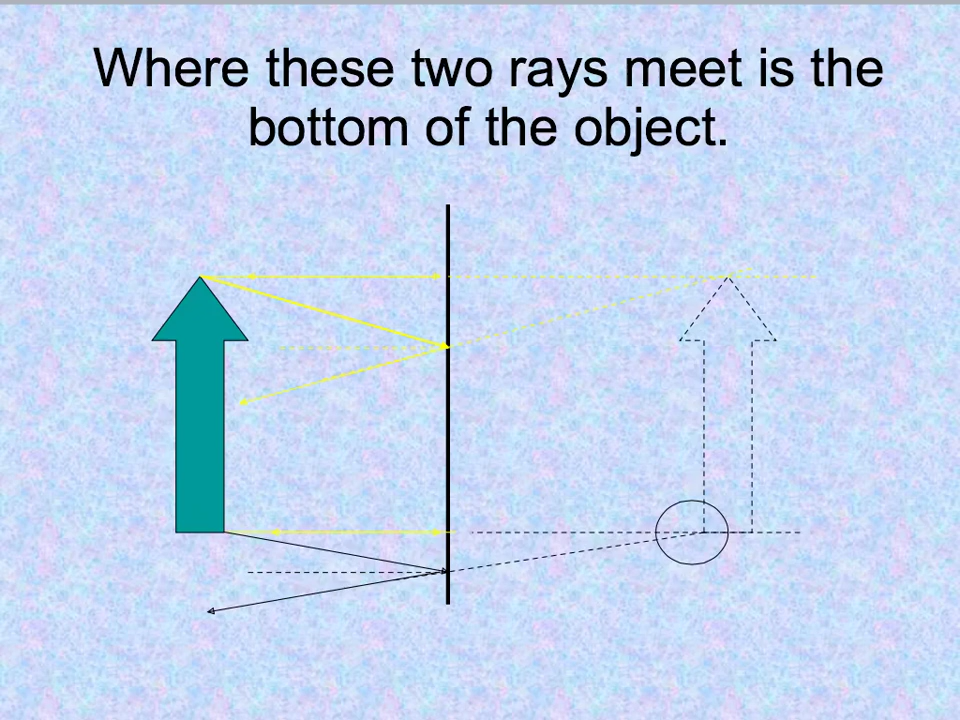 Where these two rays meet is the
bottom of the object.